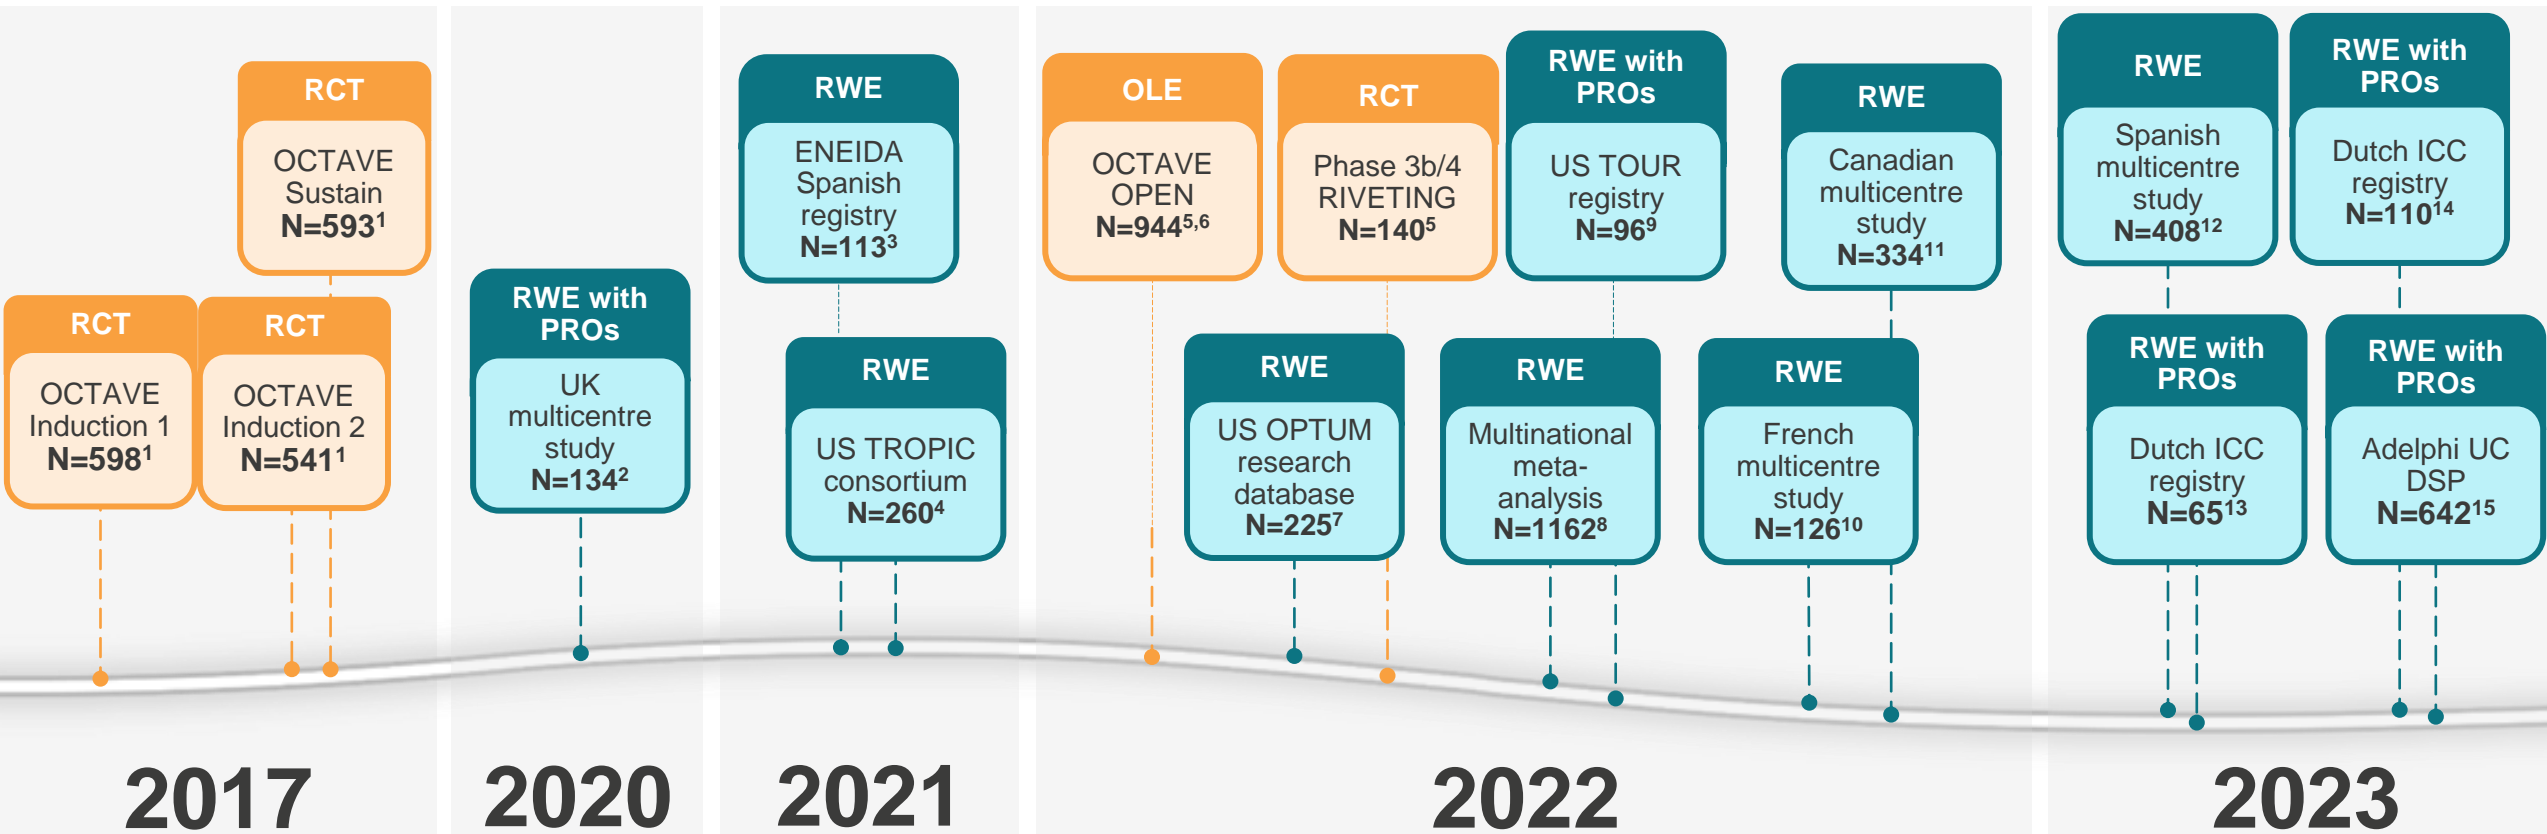 RCT
OCTAVE
Sustain
N=593¹
RCT
OCTAVE
Induction 1
N=598¹
RCT
OCTAVE
Induction 2
N=541¹
2017
RWE with
PROs
UK
multicentre
study
N=134²
2020
RWE
ENEIDA
Spanish
registry
N=113³
RWE
US TROPIC
consortium
N=260⁴
2021
OLE
OCTAVE
OPEN
N=944⁵,⁶
RCT
Phase 3b/4
RIVETING
N=140⁵
RWE with
PROs
US TOUR
registry
N=96⁹
RWE
Canadian
multicentre
study
N=334¹¹
RWE
US OPTUM
research
database
N=225⁷
RWE
Multinational
meta-
analysis
N=1162⁸
RWE
French
multicentre
study
N=126¹⁰
2022
RWE
Spanish
multicentre
study
N=408¹²
RWE with
PROs
Dutch ICC
registry
N=110¹⁴
RWE with
PROs
Dutch ICC
registry
N=65¹³
RWE with
PROs
Adelphi UC
DSP
N=642¹⁵
2023